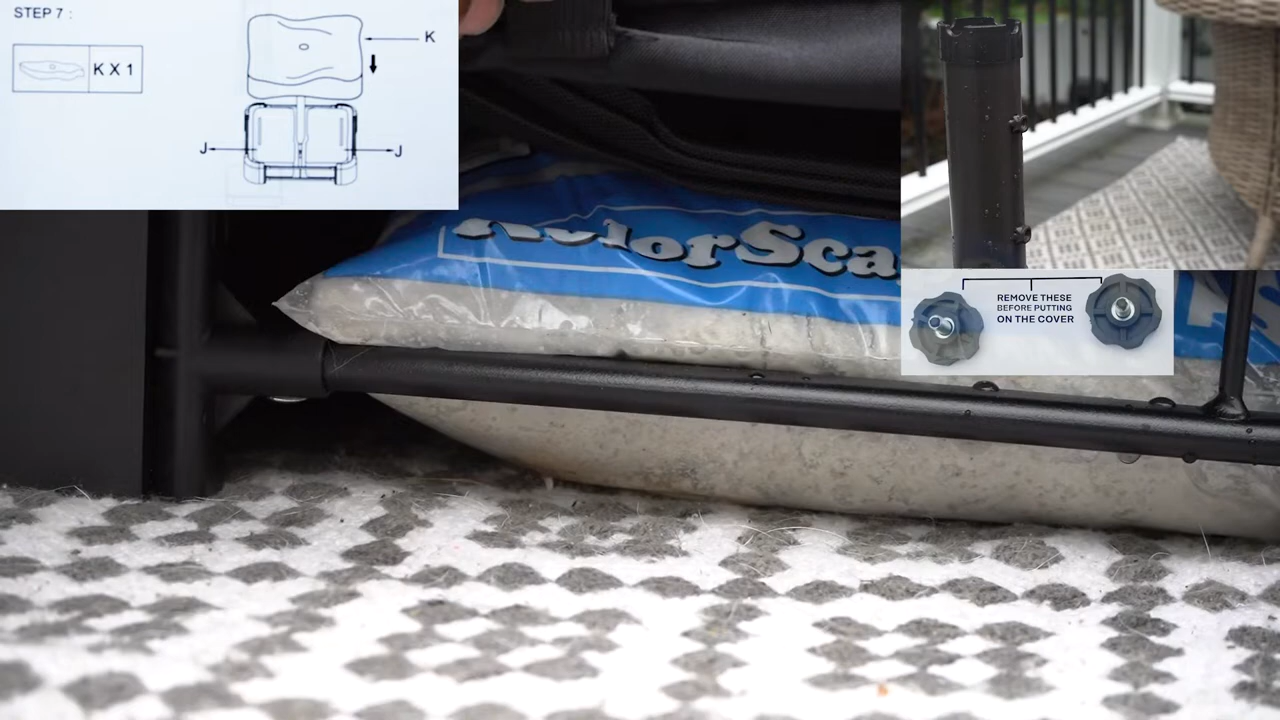 STEP 7 :
K X 1
K
J
J
REMOVE THESE
BEFORE PUTTING
ON THE COVER